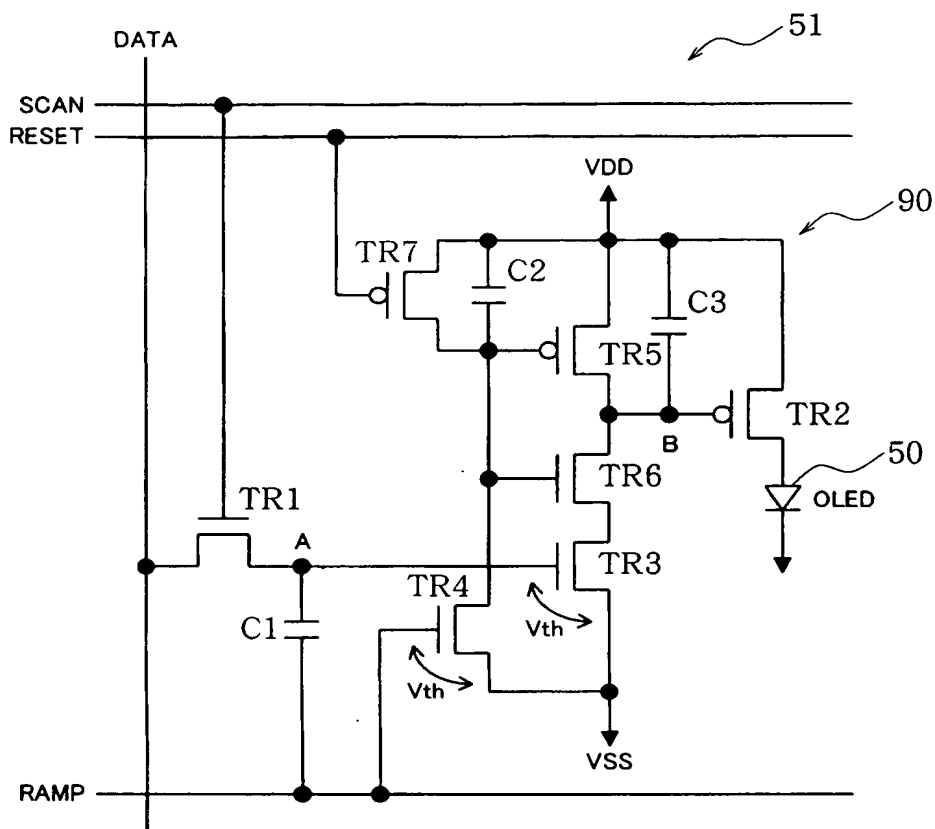 51
DATA
SCAN
RESET
VDD
90
TR7
C2
C3
TR5
TR2
B
TR6
50
OLED
TR1
A
TR3
TR4
Vth
C1
Vth
VSS
RAMP